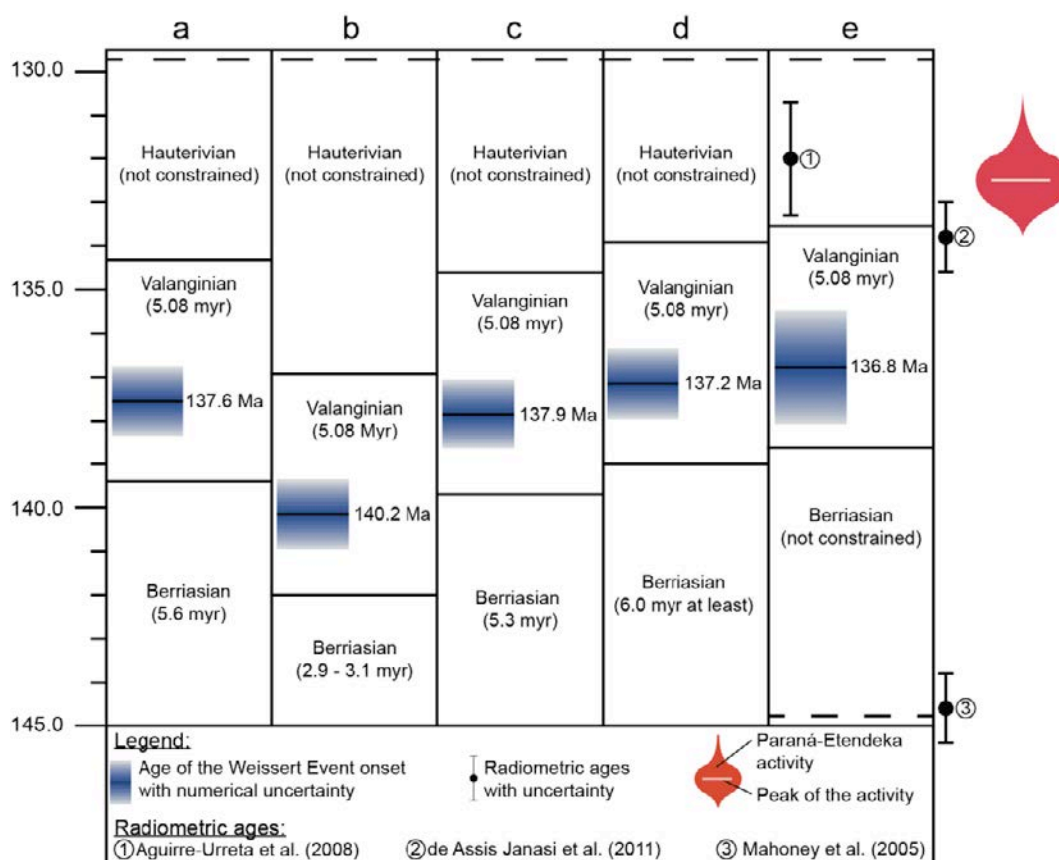 a b c d e
130.0
135.0
140.0
145.0
Hauterivian
(not constrained)
Valanginian
(5.08 myr)
137.6 Ma
Berriasian
(5.6 myr)
Hauterivian
(not constrained)
Valanginian
(5.08 Myr)
140.2 Ma
Berriasian
(2.9 - 3.1 myr)
Hauterivian
(not constrained)
Valanginian
(5.08 myr)
137.9 Ma
Berriasian
(5.3 myr)
Hauterivian
(not constrained)
Valanginian
(5.08 myr)
137.2 Ma
Berriasian
(6.0 myr at least)
①
Valanginian
(5.08 myr)
136.8 Ma
Berriasian
(not constrained)
②
③
Legend:
Age of the Weissert Event onset
with numerical uncertainty
Radiometric ages
with uncertainty
Paraná-Etendeka
activity
Peak of the activity
Radiometric ages:
①Aguirre-Urreta et al. (2008) ②de Assis Janasi et al. (2011) ③Mahoney et al. (2005)